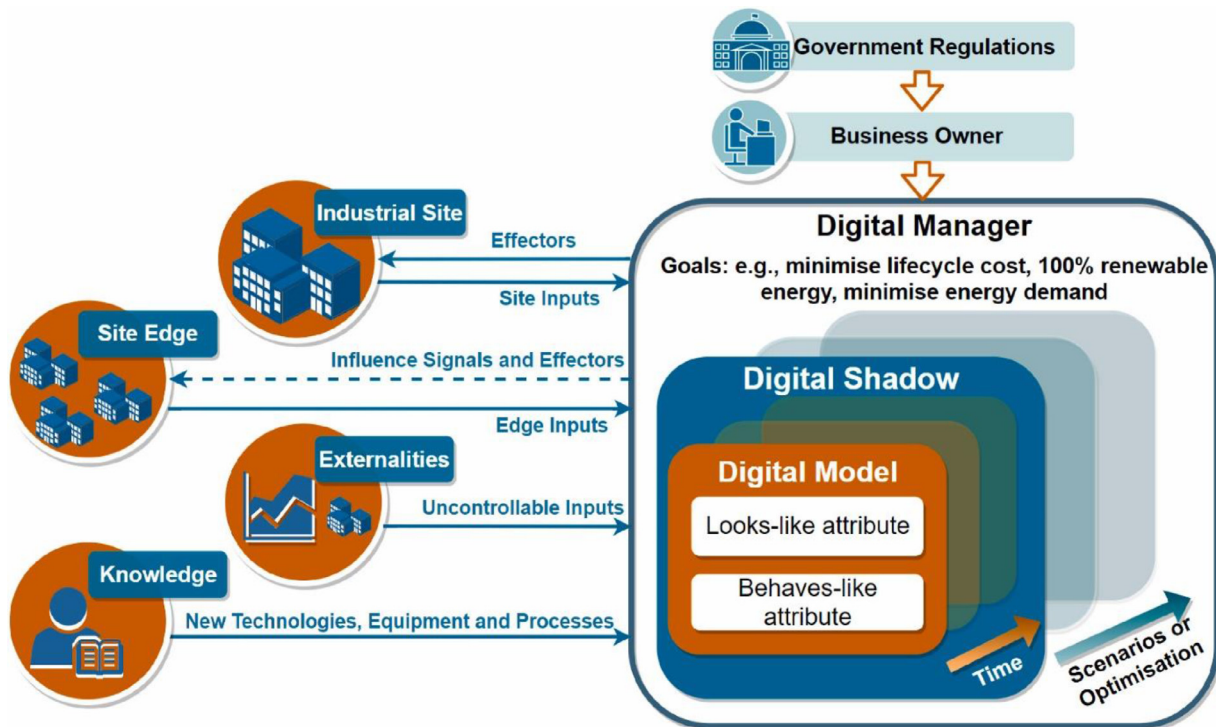 Government Regulations
Business Owner
Digital Manager
Goals: e.g., minimise lifecycle cost, 100% renewable
energy, minimise energy demand
Industrial Site
Effectors
Site Inputs
Site Edge
Influence Signals and Effectors
Edge Inputs
Externalities
Uncontrollable Inputs
Knowledge
New Technologies, Equipment and Processes
Digital Shadow
Digital Model
Looks-like attribute
Behaves-like
attribute
Time
Scenarios or
Optimisation